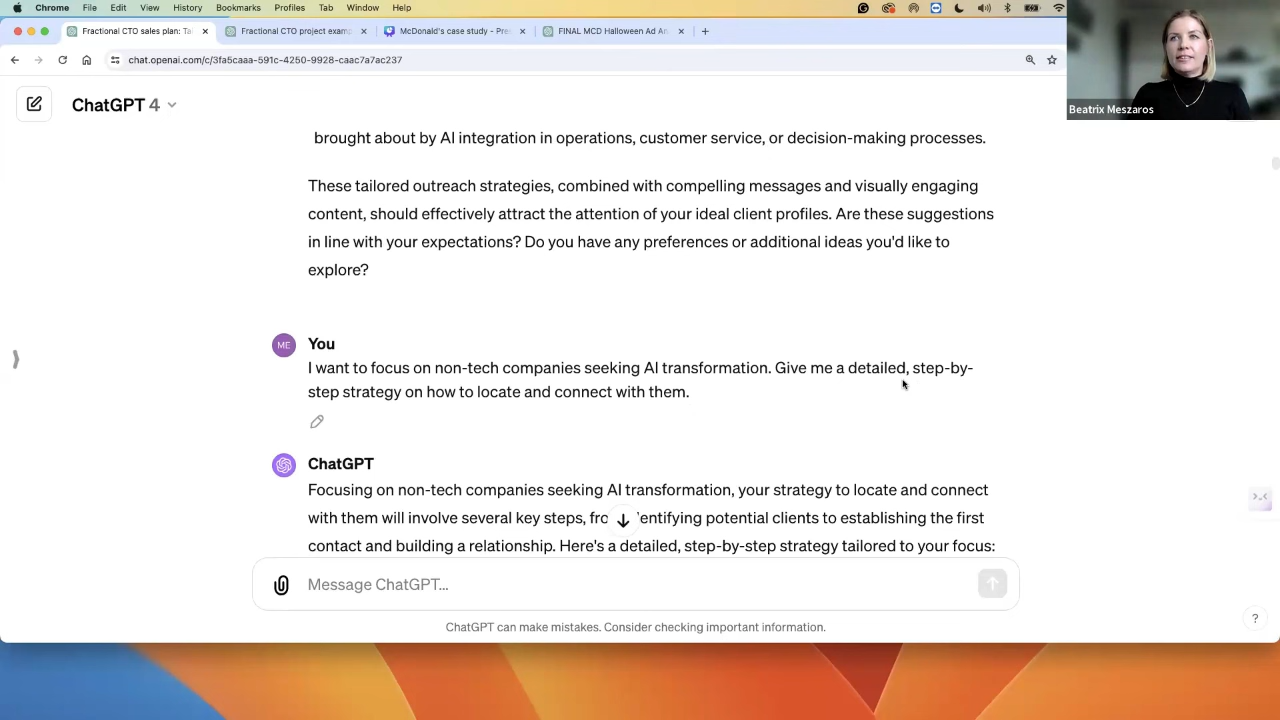 Chrome File Edit View History Bookmarks Profiles Tab Window Help
Fractional CTO sales plan: Ta
Fractional CTO project examp
McDonald's case study - Pre
FINAL MCD Halloween Ad An
chat.openai.com/c/3fa5caaa-591c-4250-9928-caac7a7ac237
Beatrix Meszaros
ChatGPT 4
brought about by AI integration in operations, customer service, or decision-making processes.
These tailored outreach strategies, combined with compelling messages and visually engaging
content, should effectively attract the attention of your ideal client profiles. Are these suggestions
in line with your expectations? Do you have any preferences or additional ideas you'd like to
explore?
ME
You
I want to focus on non-tech companies seeking AI transformation. Give me a detailed, step-by-
step strategy on how to locate and connect with them.
ChatGPT
Focusing on non-tech companies seeking AI transformation, your strategy to locate and connect
with them will involve several key steps, fro entifying potential clients to establishing the first
contact and building a relationship. Here's a detailed, step-by-step strategy tailored to your focus:
Message ChatGPT...
ChatGPT can make mistakes. Consider checking important information.
?